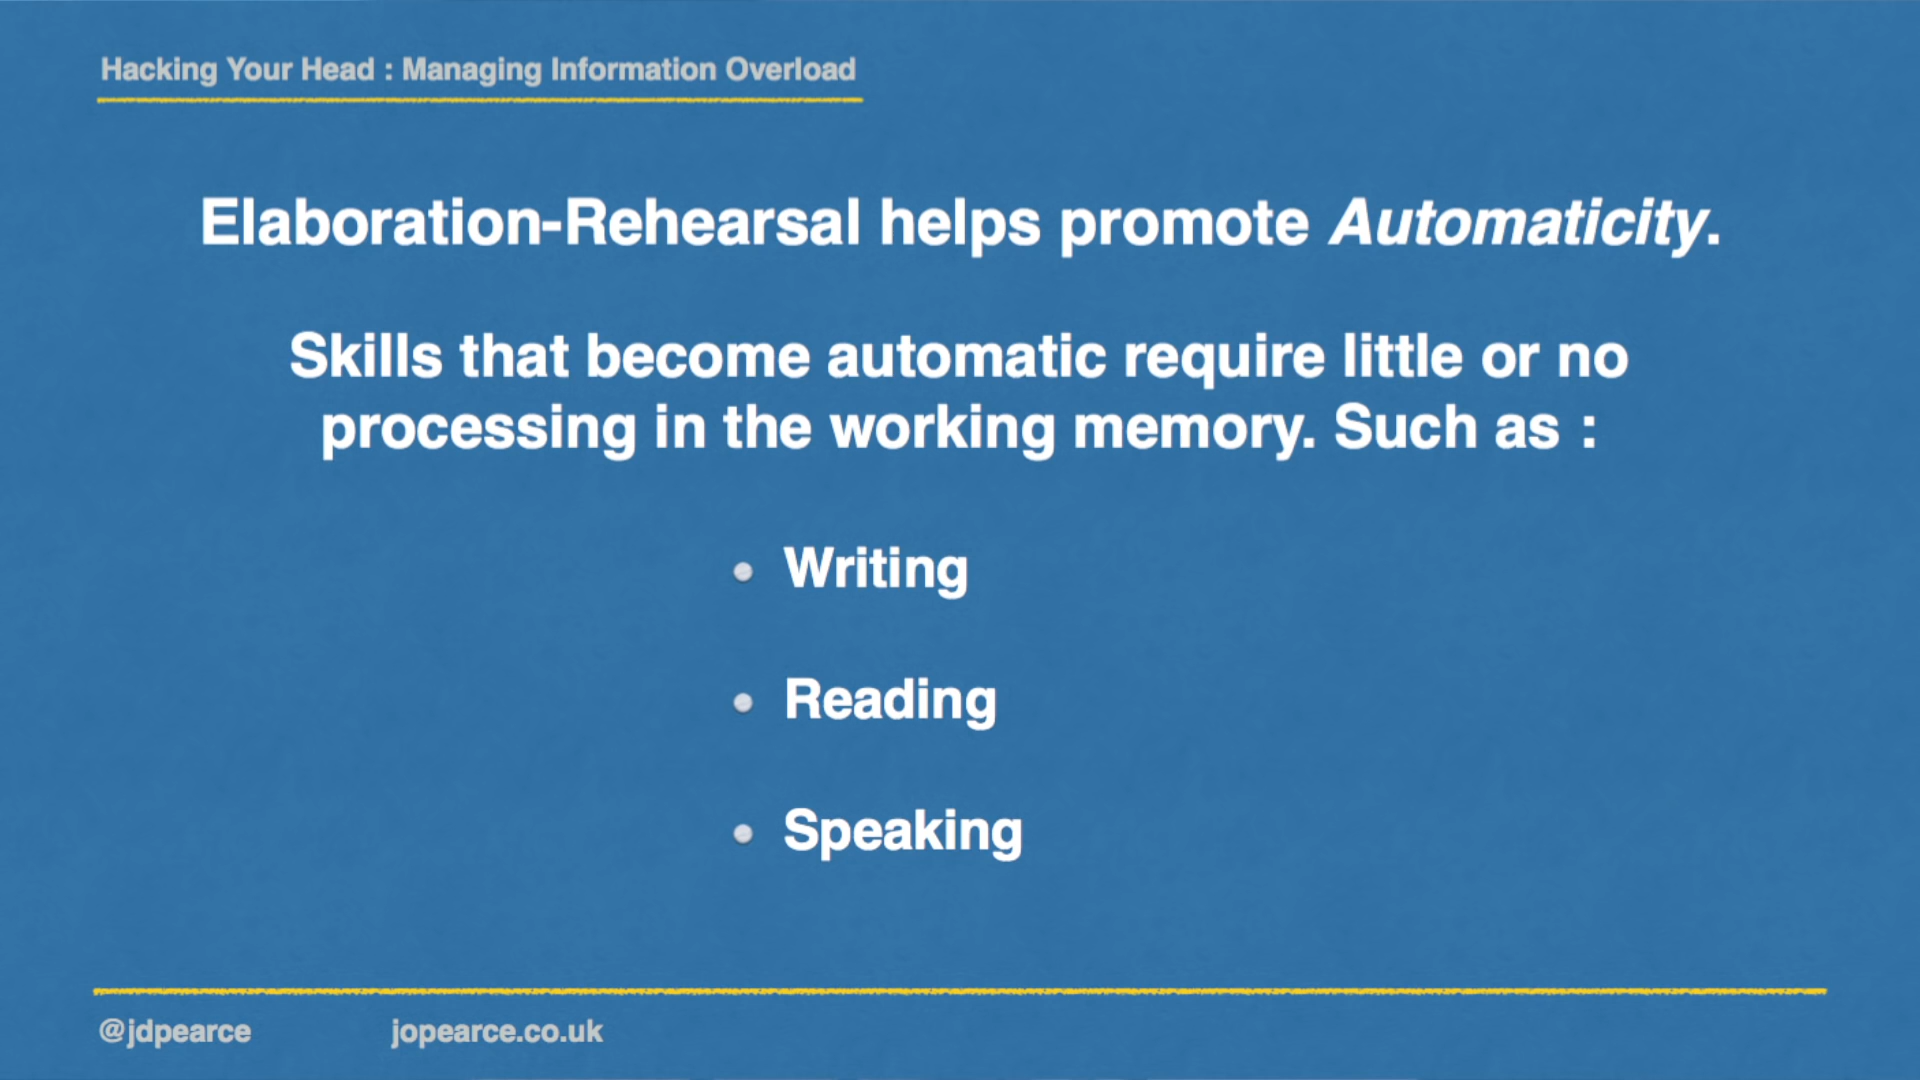 Hacking Your Head : Managing Information Overload
Elaboration-Rehearsal helps promote Automaticity.
Skills that become automatic require little or no
processing in the working memory. Such as :
• Writing
• Reading
• Speaking
@jdpearce jopearce.co.uk